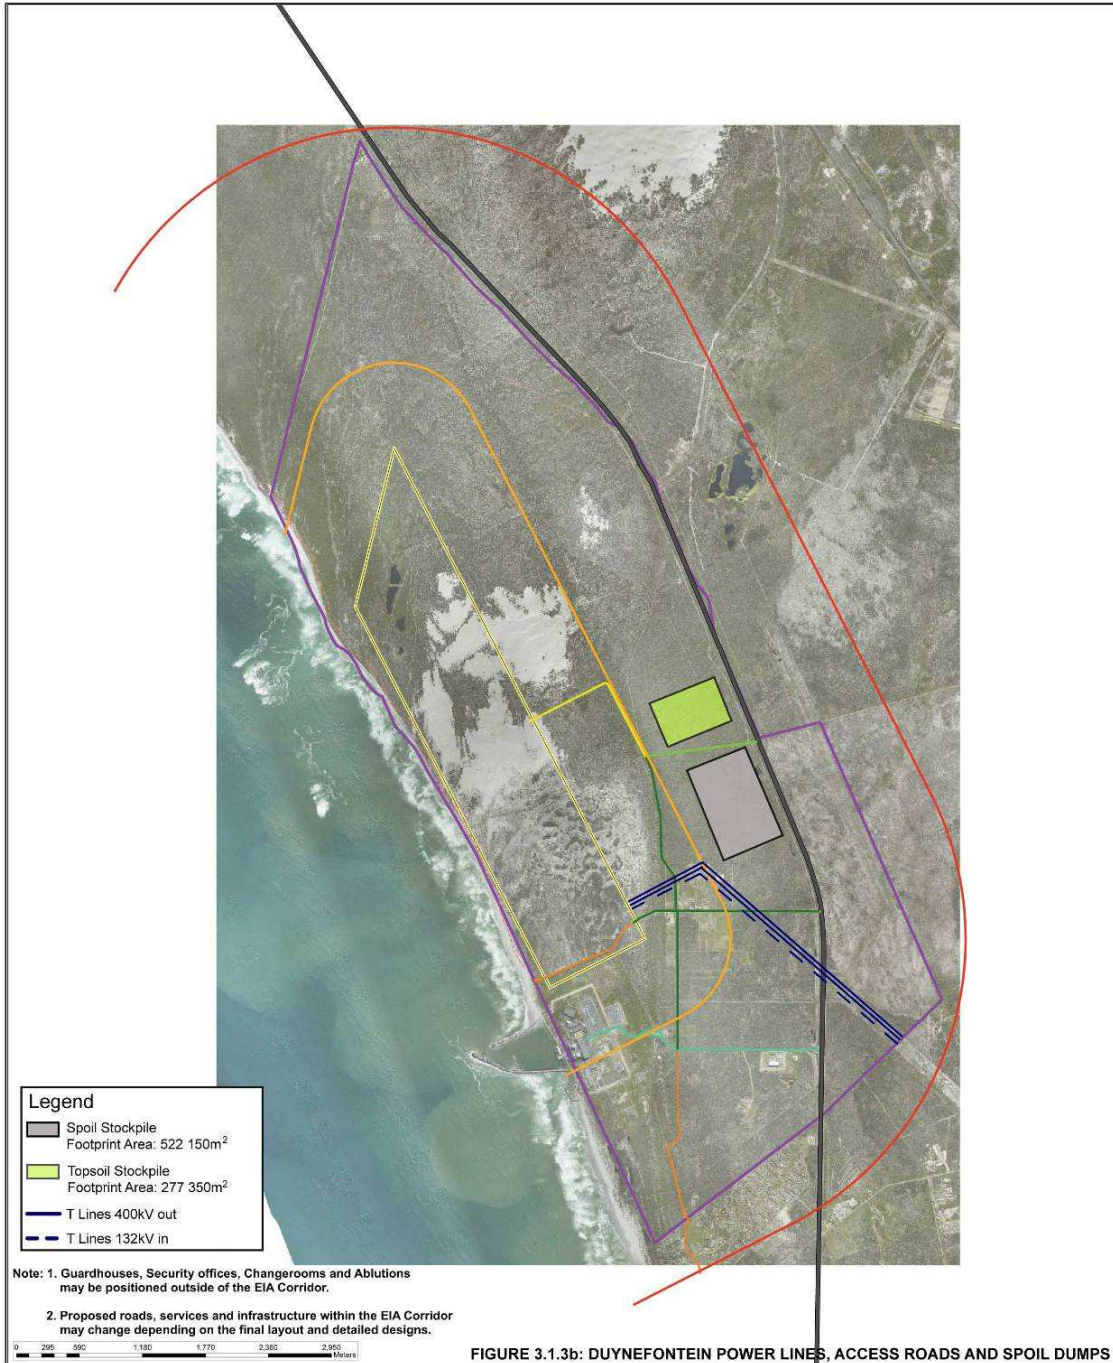 Legend
Spoil Stockpile
Footprint Area: 522 150m²
Topsoil Stockpile
Footprint Area: 277 350m²
T Lines 400kV out
T Lines 132kV in
Note: 1. Guardhouses, Security offices, Changerooms and Ablutions
may be positioned outside of the EIA Corridor.
2. Proposed roads, services and infrastructure within the EIA Corridor
may change depending on the final layout and detailed designs.
0 295 590 1,180 1,770 2,360 2,950
Meters
FIGURE 3.1.3b: DUYNEFONTEIN POWER LINES, ACCESS ROADS AND SPOIL DUMPS